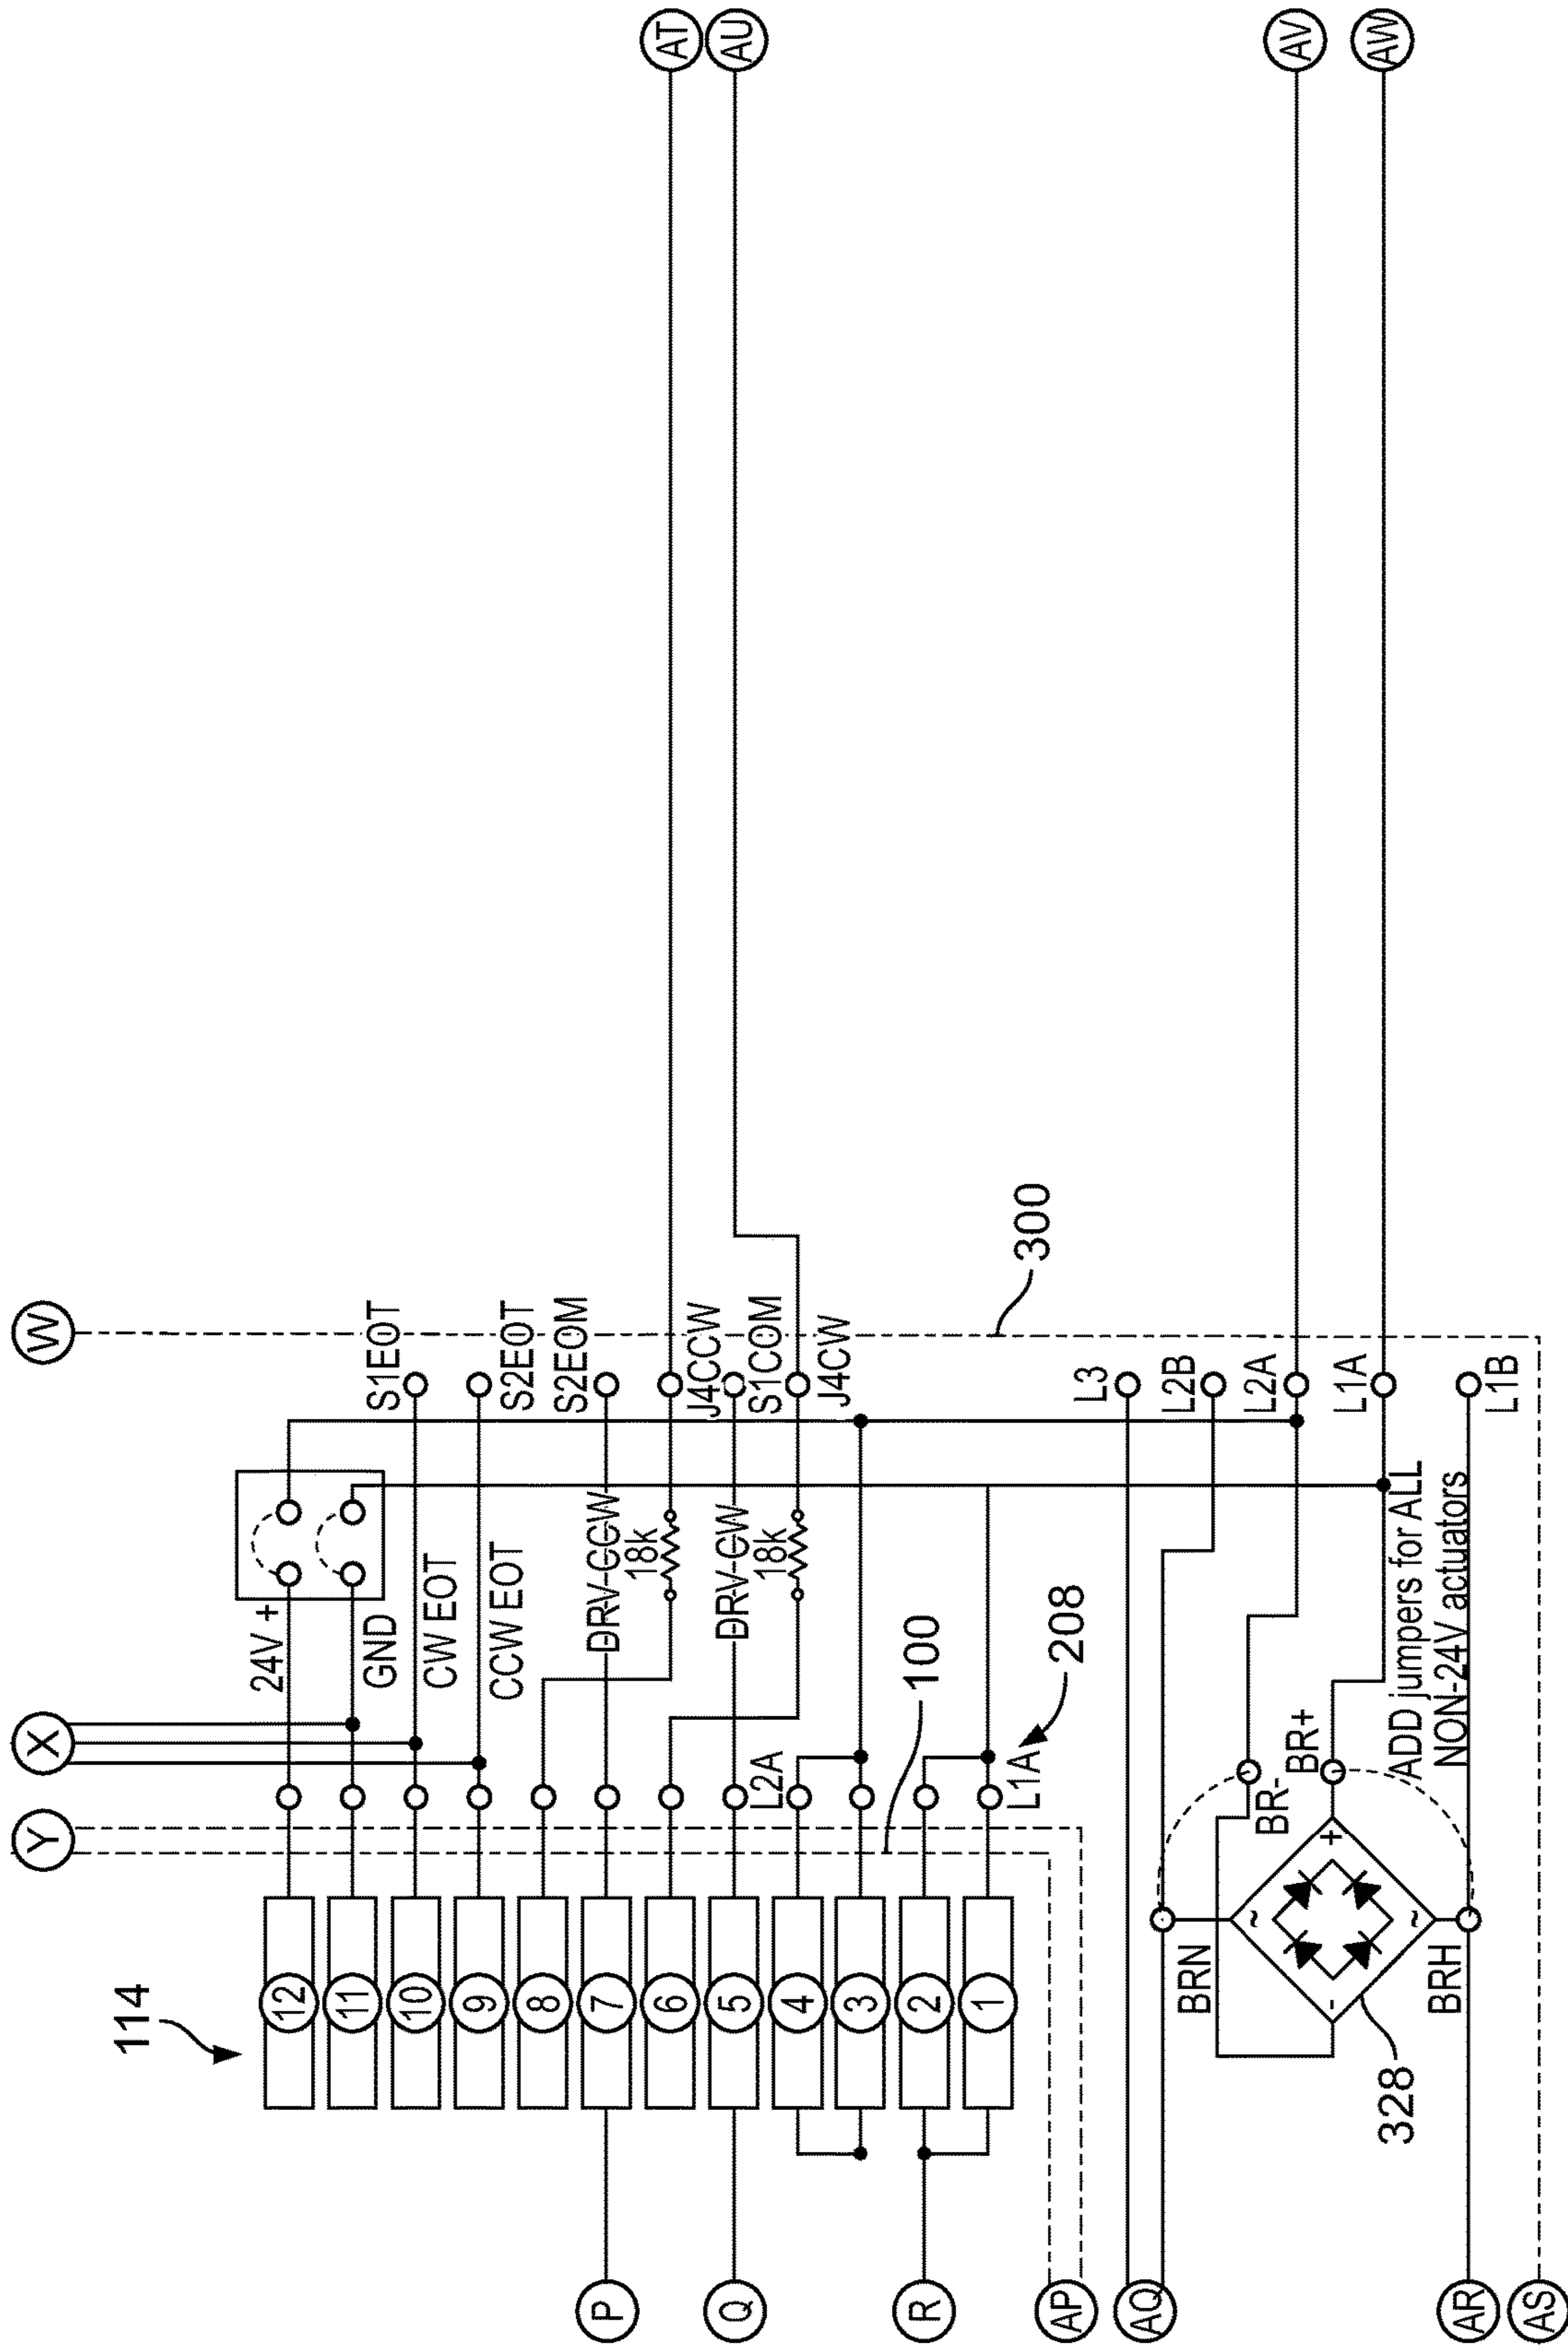 AT
AU
AV
AW
W
300
S1EOT
S2EOT
S2EOM
J4CCW
S1COM
J4CW
L3
L2B
L2A
L1A
L1B
24V +
GND
CW EOT
CCW EOT
DRV-CCW
18k
DRV-CW
18k
100
208
ADD jumpers for ALL
NON-24V actuators
X
Y
L2A
L1A
BR-
BR+
114
12
11
10
9
8
7
6
5
4
3
2
1
BRN
~
+
-
~
BRH
328
P
Q
R
AP
AQ
AR
AS